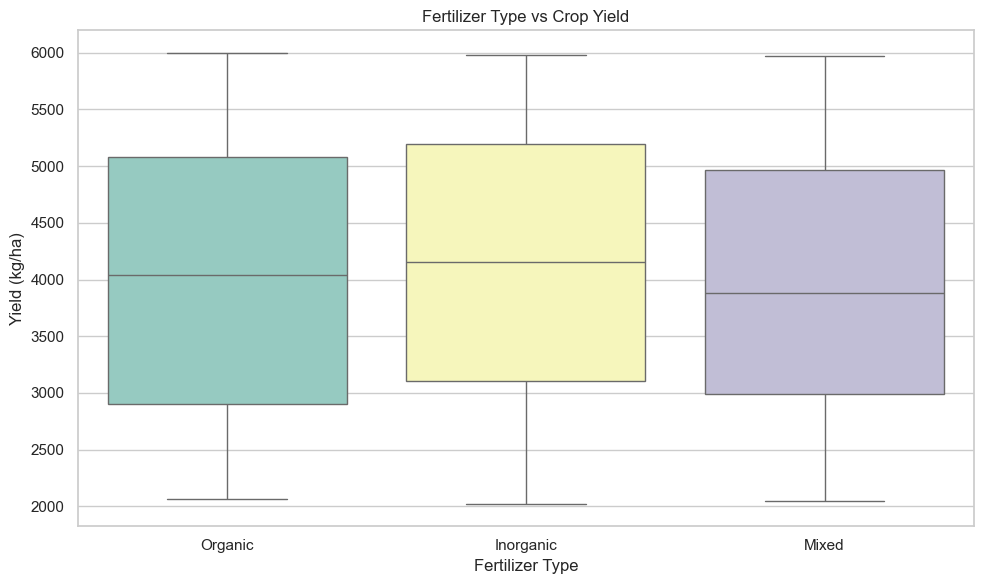 Fertilizer Type vs Crop Yield
6000
5500
5000
4500
4000
3500
3000
2500
2000
Yield (kg/ha)
Organic Inorganic Mixed
Fertilizer Type